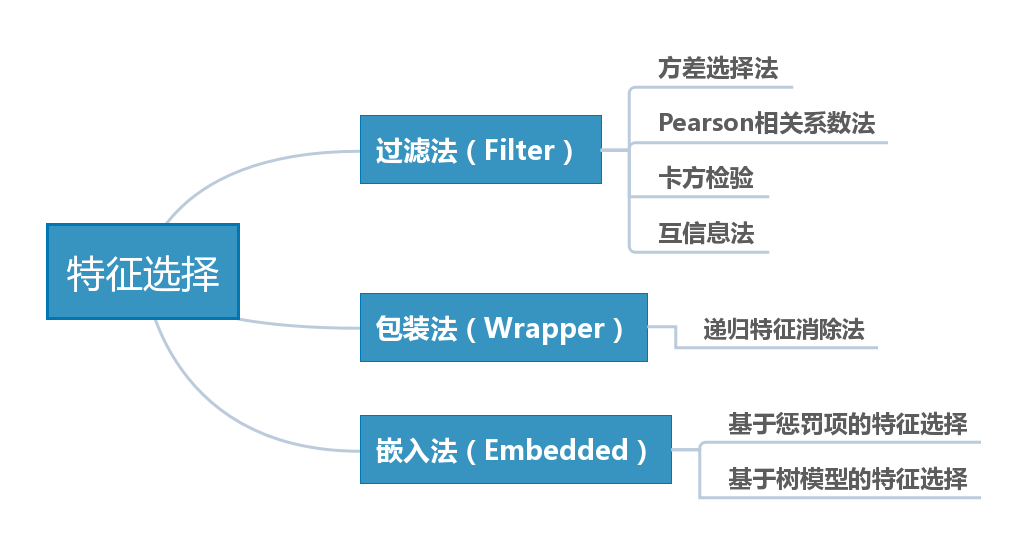 特征选择
过滤法（Filter）
方差选择法
Pearson相关系数法
卡方检验
互信息法
包装法（Wrapper）
递归特征消除法
嵌入法（Embedded）
基于惩罚项的特征选择
基于树模型的特征选择